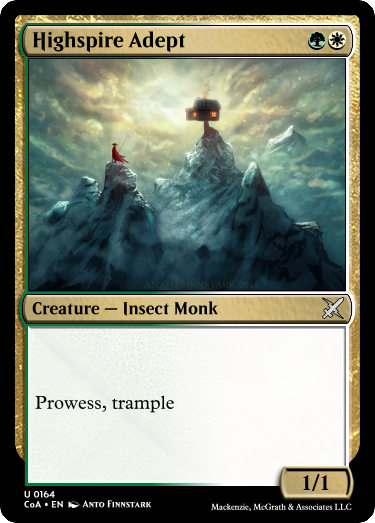 Highspire Adept
Creature — Insect Monk
Prowess, trample
1/1
U 0164
CoA • EN Anto Finnstark
Mackenzie, McGrath & Associates LLC